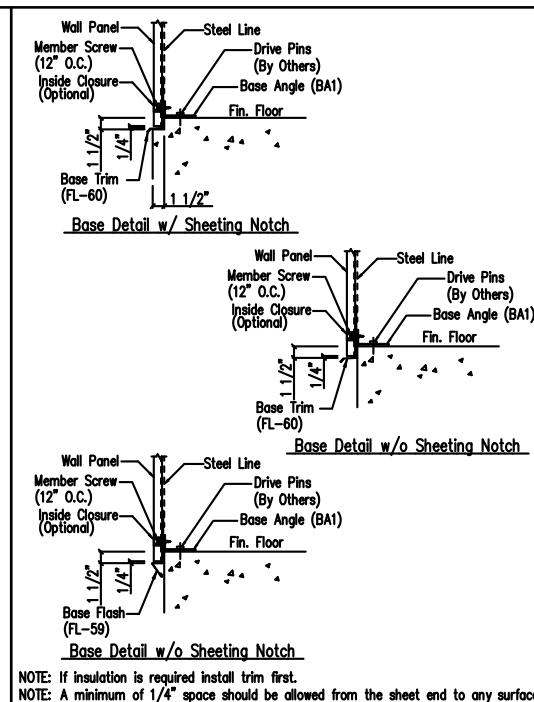 Wall Panel
Steel Line
Member Screw
(12" O.C.)
Drive Pins
(By Others)
Inside Closure
(Optional)
Base Angle (BA1)
Fin. Floor
1 1/2"
1/4"
Base Trim
(FL-60)
1 1/2"
Base Detail w/ Sheeting Notch
Wall Panel
Steel Line
Member Screw
(12" O.C.)
Drive Pins
(By Others)
Inside Closure
(Optional)
Base Angle (BA1)
Fin. Floor
1 1/2"
1/4"
Base Trim
(FL-60)
Base Detail w/o Sheeting Notch
Wall Panel
Steel Line
Member Screw
(12" O.C.)
Drive Pins
(By Others)
Inside Closure
(Optional)
Base Angle (BA1)
Fin. Floor
1 1/2"
1/4"
Base Flash
(FL-59)
Base Detail w/o Sheeting Notch
NOTE: If insulation is required install trim first.
NOTE: A minimum of 1/4" space should be allowed from the sheet end to any surface